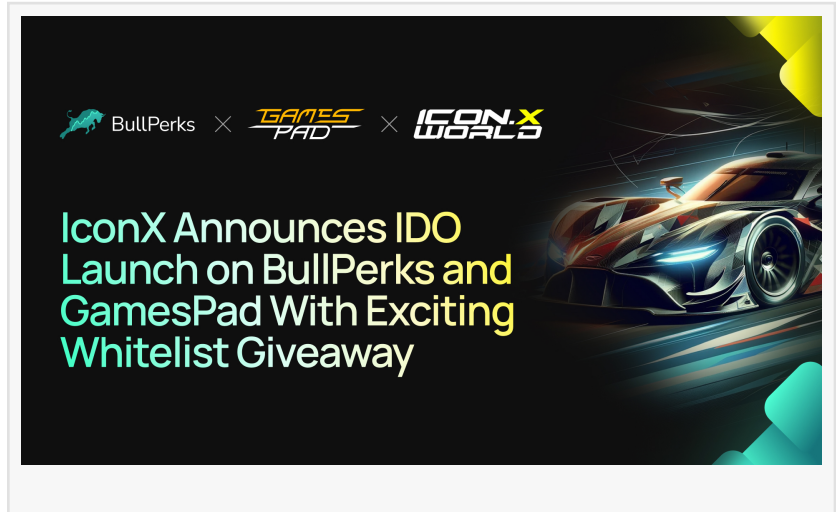 BullPerks
GAMES
PAD
ICON.X
WORLD
IconX Announces IDO
Launch on BullPerks and
GamesPad With Exciting
Whitelist Giveaway